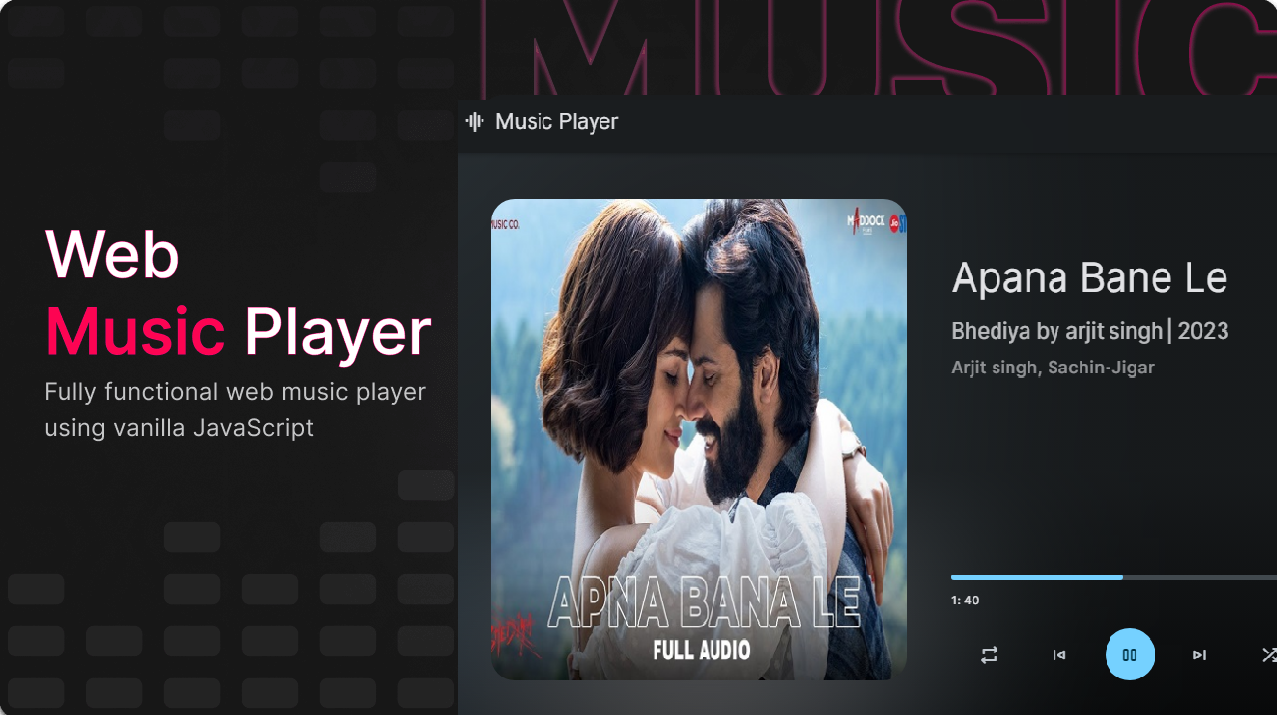 MUSIC
Music Player
Web
Music Player
Fully functional web music player
using vanilla JavaScript
MUSIC CO.
MADDOCK
Jio
Apana Bane Le
Bhediya by arjit singh| 2023
Arjit singh, Sachin-Jigar
APNA BANA LE
FULL AUDIO
1:40